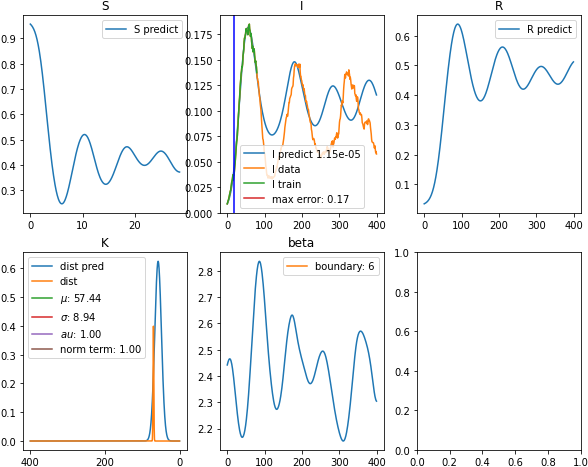 S
I
R
0.9
0.8
0.7
0.6
0.5
0.4
0.3
0 10 20
S predict
0.175
0.150
0.125
0.100
0.075
0.050
0.025
0.000
0 100 200 300 400
I predict 1.15e-05
I data
I train
max error: 0.17
0.6
0.5
0.4
0.3
0.2
0.1
0 100 200 300 400
R predict
K
beta
0.6
0.5
0.4
0.3
0.2
0.1
0.0
400 200 0
dist pred
dist
μ: 57.44
σ: 8.94
au: 1.00
norm term: 1.00
2.8
2.7
2.6
2.5
2.4
2.3
2.2
0 100 200 300 400
boundary: 6
1.0
0.8
0.6
0.4
0.2
0.0
0.0 0.2 0.4 0.6 0.8 1.0